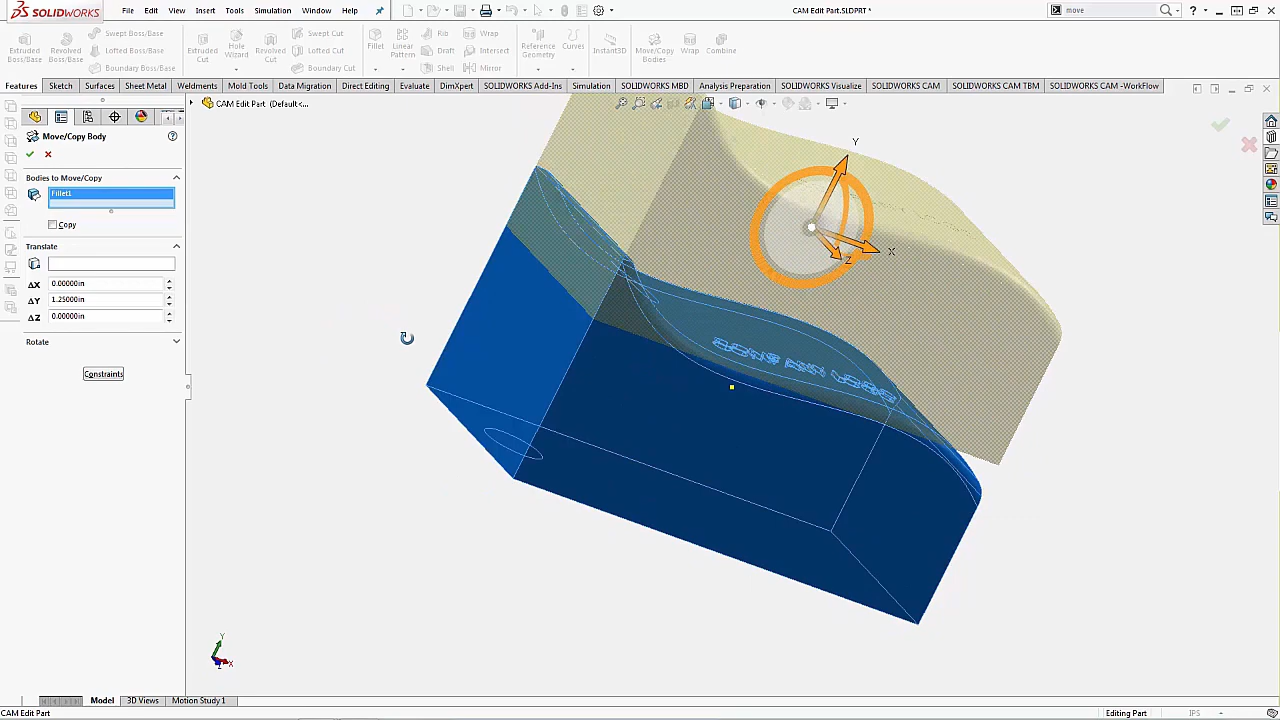 SOLIDWORKS
File Edit View Insert Tools Simulation Window Help
CAM Edit Part.SLDPRT *
move
Extruded Boss/Base
Revolved Boss/Base
Swept Boss/Base
Lofted Boss/Base
Boundary Boss/Base
Extruded Cut
Hole Wizard
Revolved Cut
Swept Cut
Lofted Cut
Boundary Cut
Fillet
Linear Pattern
Rib
Draft
Shell
Wrap
Intersect
Mirror
Reference Geometry
Curves
Instant3D
Move/Copy Bodies
Wrap
Combine
Features Sketch Surfaces Sheet Metal Weldments Mold Tools Data Migration Direct Editing Evaluate DimXpert SOLIDWORKS Add-Ins Simulation SOLIDWORKS MBD Analysis Preparation SOLIDWORKS Visualize SOLIDWORKS CAM SOLIDWORKS CAM TBM SOLIDWORKS CAM -WorkFlow
CAM Edit Part (Default<...
Move/Copy Body
Bodies to Move/Copy
Fillet1
Copy
Translate
ΔX 0.00000in
ΔY 1.25000in
ΔZ 0.00000in
Rotate
Constraints
Y
X
Z
Y
X
Z
Model 3D Views Motion Study 1
CAM Edit Part
Editing Part
IPS